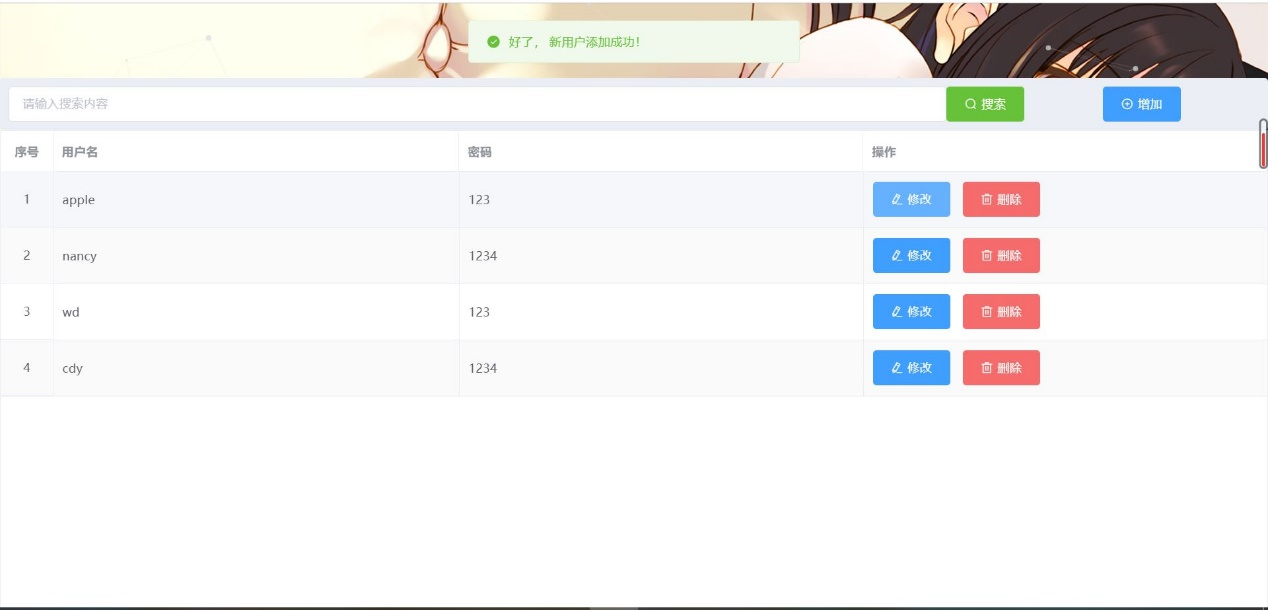 好了， 新用户添加成功!
请输入搜索内容 搜索 增加
序号 用户名 密码 操作
1 apple 123 修改 删除
2 nancy 1234 修改 删除
3 wd 123 修改 删除
4 cdy 1234 修改 删除